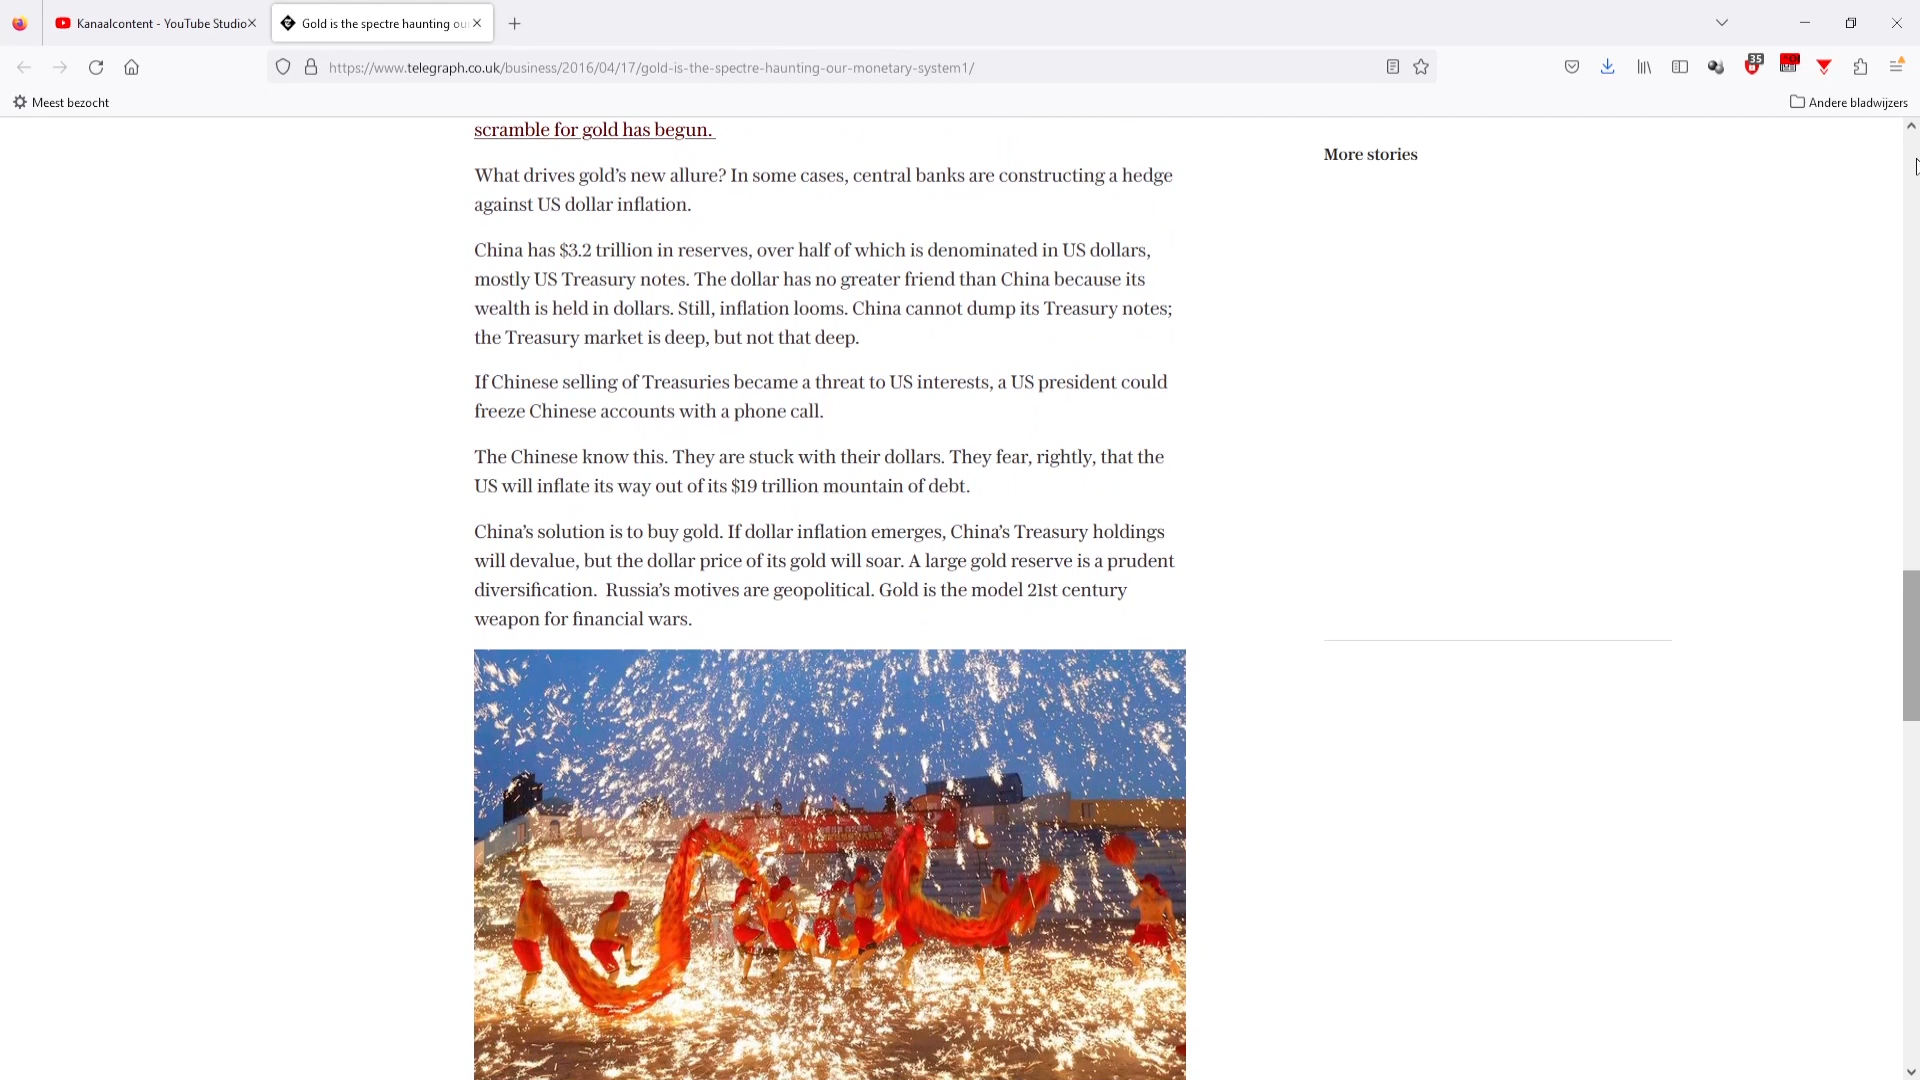 Kanaalcontent - YouTube Studio
Gold is the spectre haunting ou
https://www.telegraph.co.uk/business/2016/04/17/gold-is-the-spectre-haunting-our-monetary-system1/
35
Meest bezocht
Andere bladwijzers
scramble for gold has begun.
More stories
What drives gold’s new allure? In some cases, central banks are constructing a hedge
against US dollar inflation.
China has $3.2 trillion in reserves, over half of which is denominated in US dollars,
mostly US Treasury notes. The dollar has no greater friend than China because its
wealth is held in dollars. Still, inflation looms. China cannot dump its Treasury notes;
the Treasury market is deep, but not that deep.
If Chinese selling of Treasuries became a threat to US interests, a US president could
freeze Chinese accounts with a phone call.
The Chinese know this. They are stuck with their dollars. They fear, rightly, that the
US will inflate its way out of its $19 trillion mountain of debt.
China’s solution is to buy gold. If dollar inflation emerges, China’s Treasury holdings
will devalue, but the dollar price of its gold will soar. A large gold reserve is a prudent
diversification.  Russia’s motives are geopolitical. Gold is the model 21st century
weapon for financial wars.